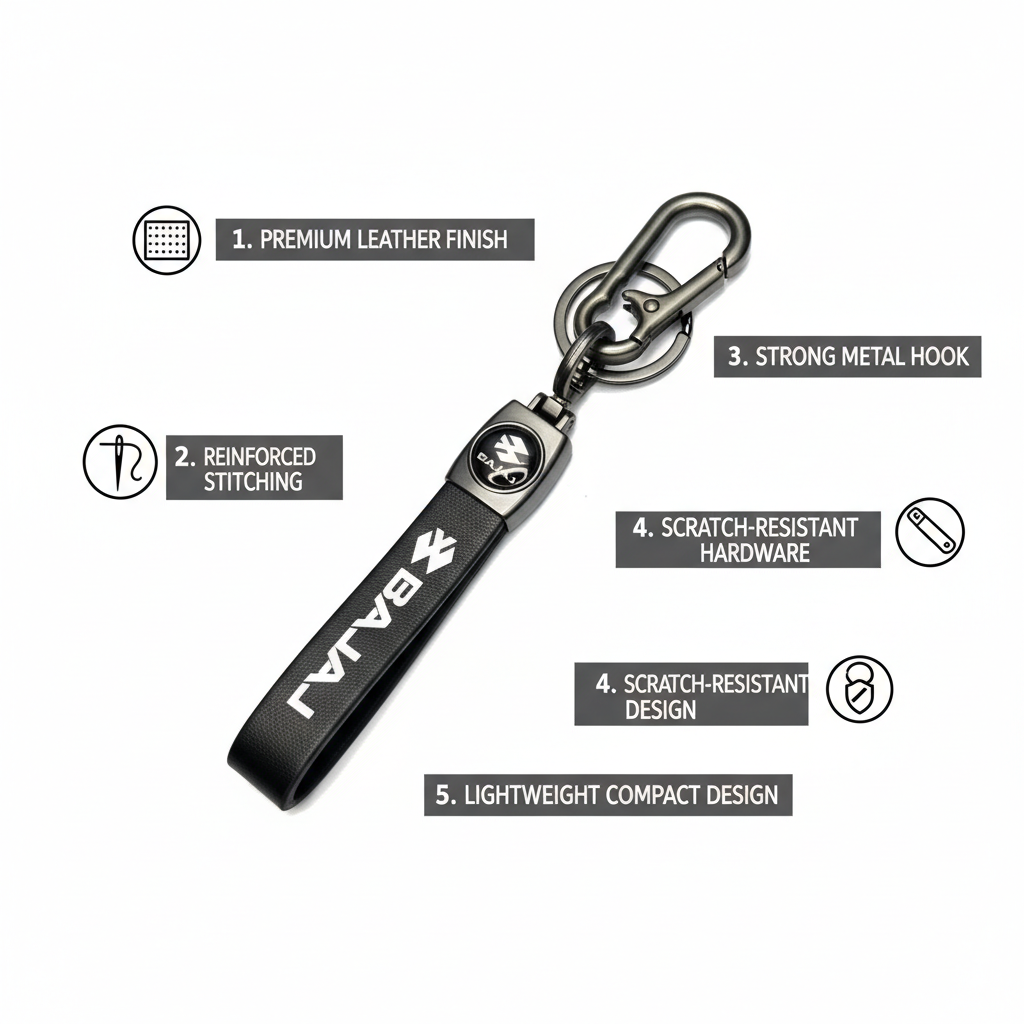 1. PREMIUM LEATHER FINISH
3. STRONG METAL HOOK
2. REINFORCED
STITCHING
BAJAJ
4. SCRATCH-RESISTANT
HARDWARE
4. SCRATCH-RESISTANT
DESIGN
5. LIGHTWEIGHT COMPACT DESIGN